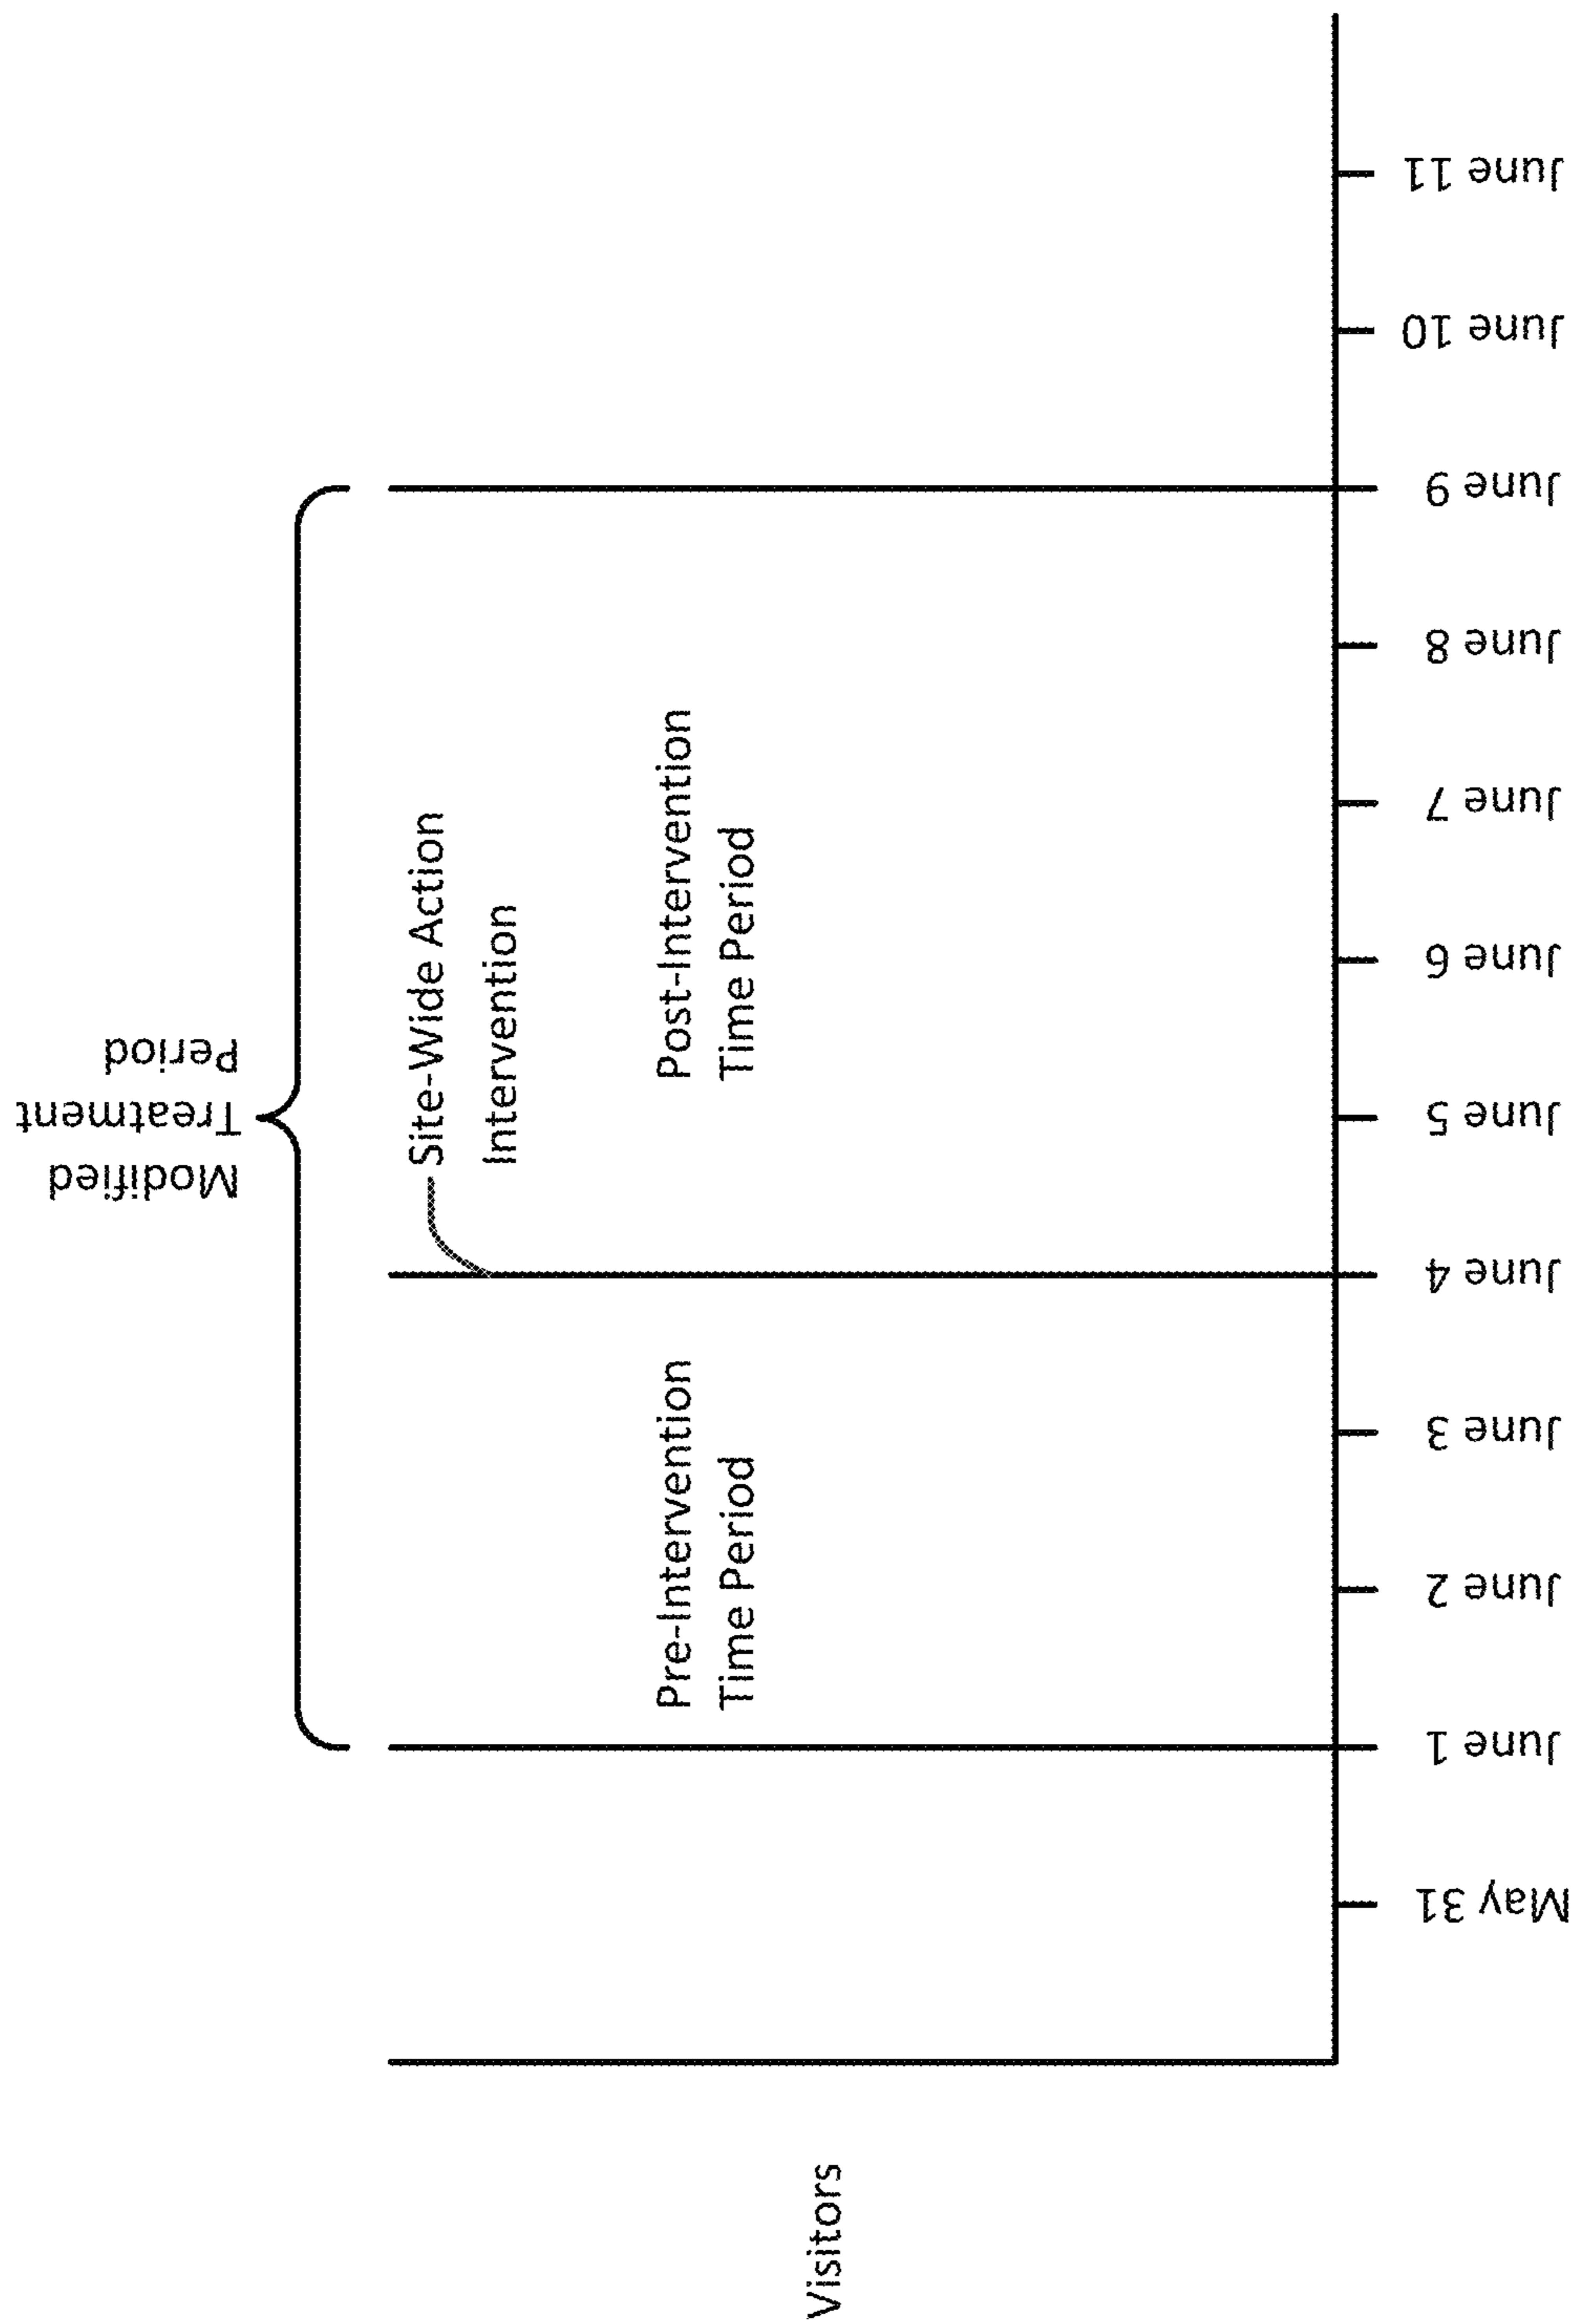 Modified
Treatment
Period
Site-Wide Action
Intervention
Pre-Intervention
Time Period
Post-Intervention
Time Period
Visitors
May 31
June 1
June 2
June 3
June 4
June 5
June 6
June 7
June 8
June 9
June 10
June 11